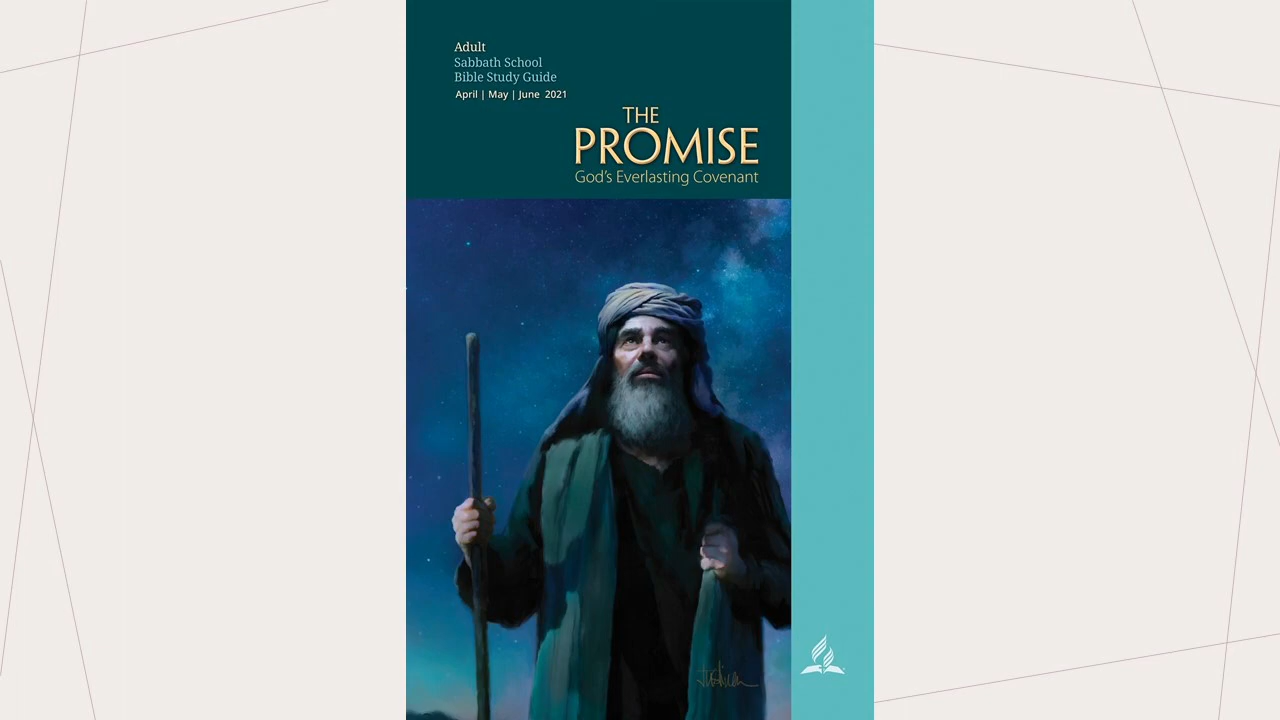 Adult
Sabbath School
Bible Study Guide
April | May | June 2021
THE
PROMISE
God's Everlasting Covenant